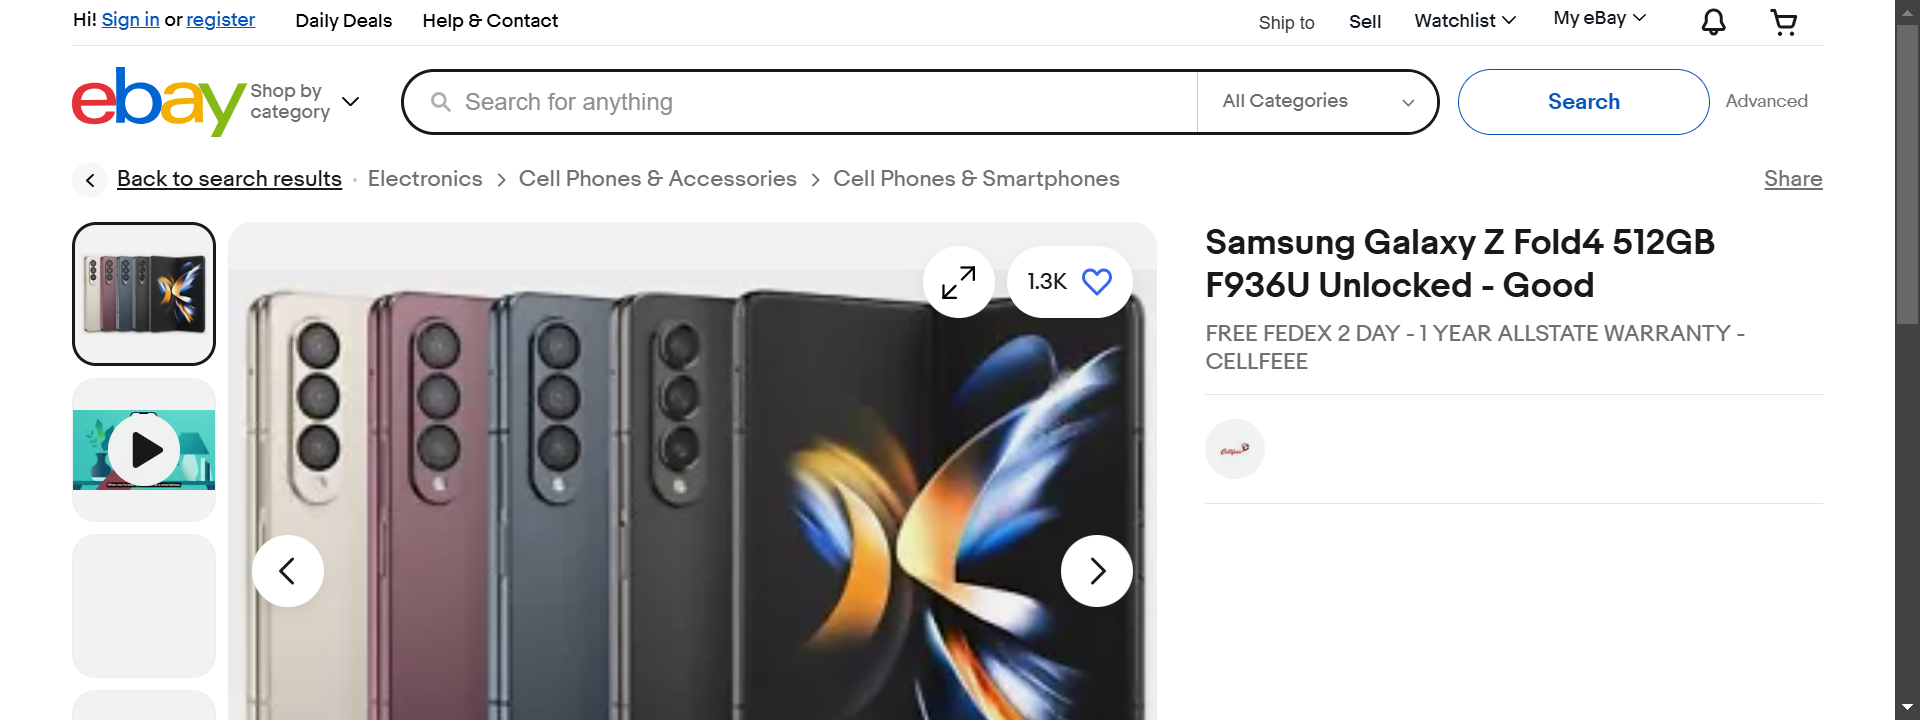 Hi! Sign in or register
Daily Deals
Help & Contact
Ship to
Sell
Watchlist
My eBay
ebay
Shop by
category
Search for anything
All Categories
Search
Advanced
Back to search results
Electronics
Cell Phones & Accessories
Cell Phones & Smartphones
Share
1.3K
Samsung Galaxy Z Fold4 512GB
F936U Unlocked - Good
FREE FEDEX 2 DAY - 1 YEAR ALLSTATE WARRANTY -
CELLFEEE
Cellfeee